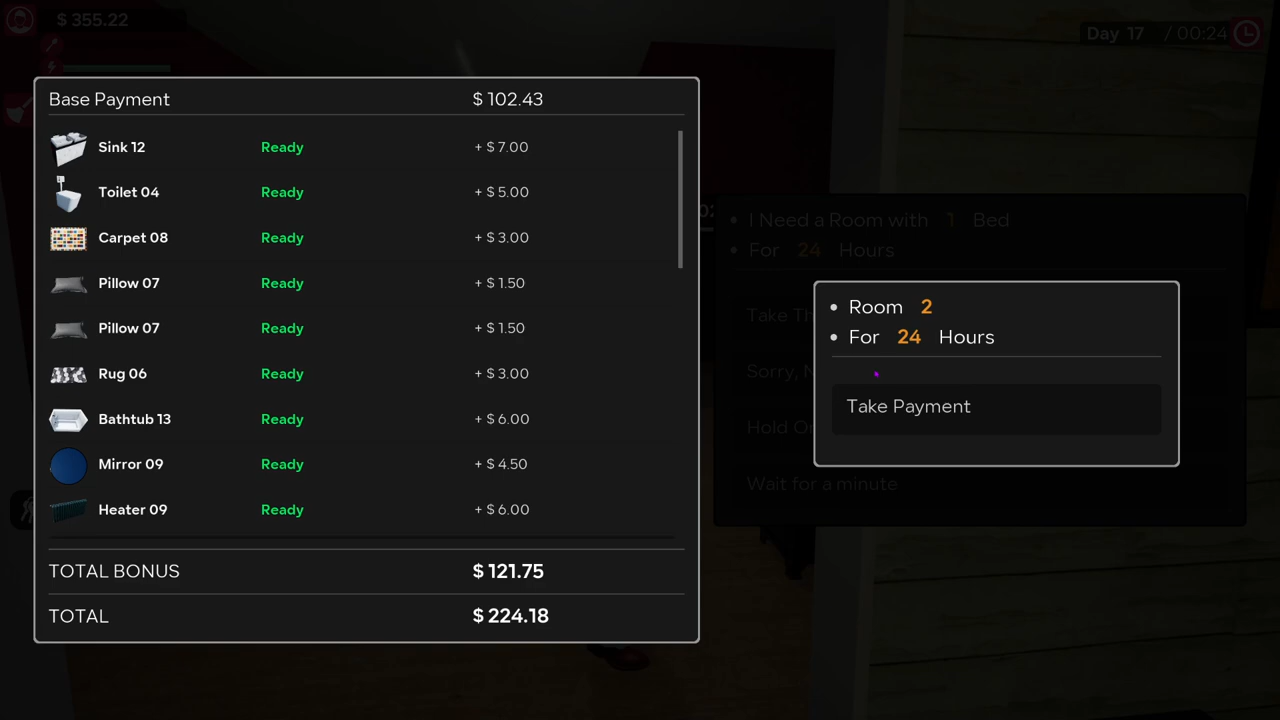 $ 355.22
Day 17 / 00:24
Base Payment $ 102.43
Sink 12 Ready + $ 7.00
Toilet 04 Ready + $ 5.00
Carpet 08 Ready + $ 3.00
Pillow 07 Ready + $ 1.50
Pillow 07 Ready + $ 1.50
Rug 06 Ready + $ 3.00
Bathtub 13 Ready + $ 6.00
Mirror 09 Ready + $ 4.50
Heater 09 Ready + $ 6.00
TOTAL BONUS $ 121.75
TOTAL $ 224.18
• I Need a Room with 1 Bed
• For 24 Hours
Take
Sorry,
Hold
Wait for a minute
• Room 2
• For 24 Hours
Take Payment